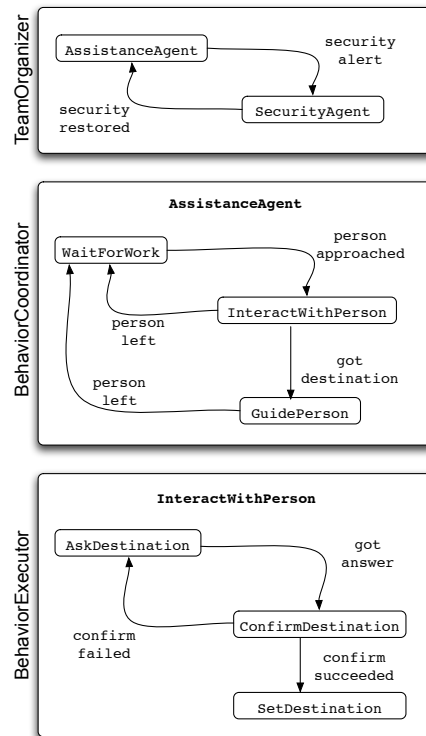 TeamOrganizer
AssistanceAgent
security
alert
security
restored
SecurityAgent
BehaviorCoordinator
AssistanceAgent
WaitForWork
person
approached
InteractWithPerson
person
left
got
destination
person
left
GuidePerson
BehaviorExecutor
InteractWithPerson
AskDestination
got
answer
ConfirmDestination
confirm
failed
confirm
succeeded
SetDestination